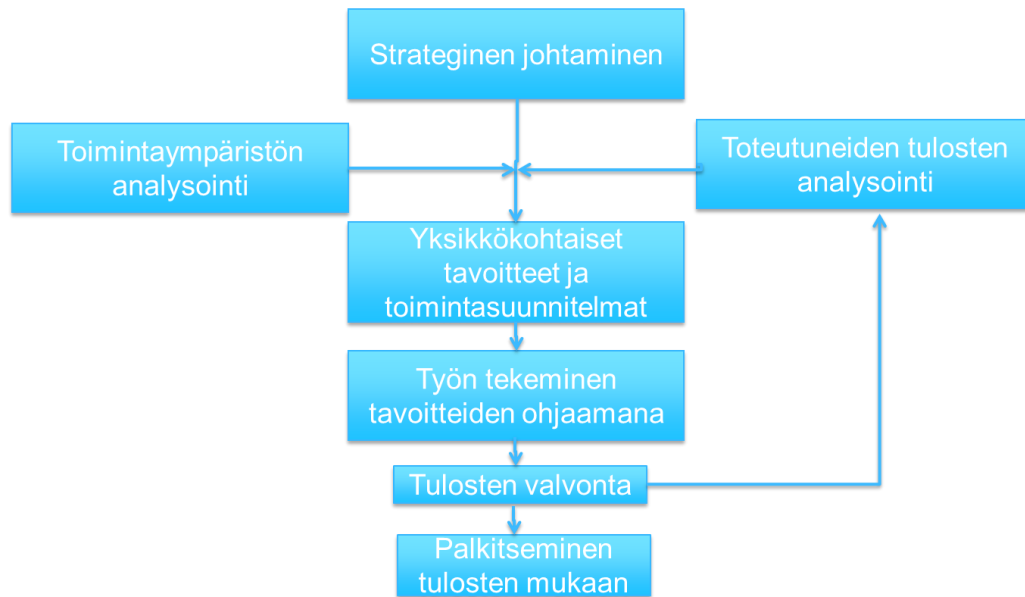 Strateginen johtaminen
Toimintaympäristön
analysointi
Toteutuneiden tulosten
analysointi
Yksikkökohtaiset
tavoitteet ja
toimintasuunnitelmat
Työn tekeminen
tavoitteiden ohjaamana
Tulosten valvonta
Palkitseminen
tulosten mukaan